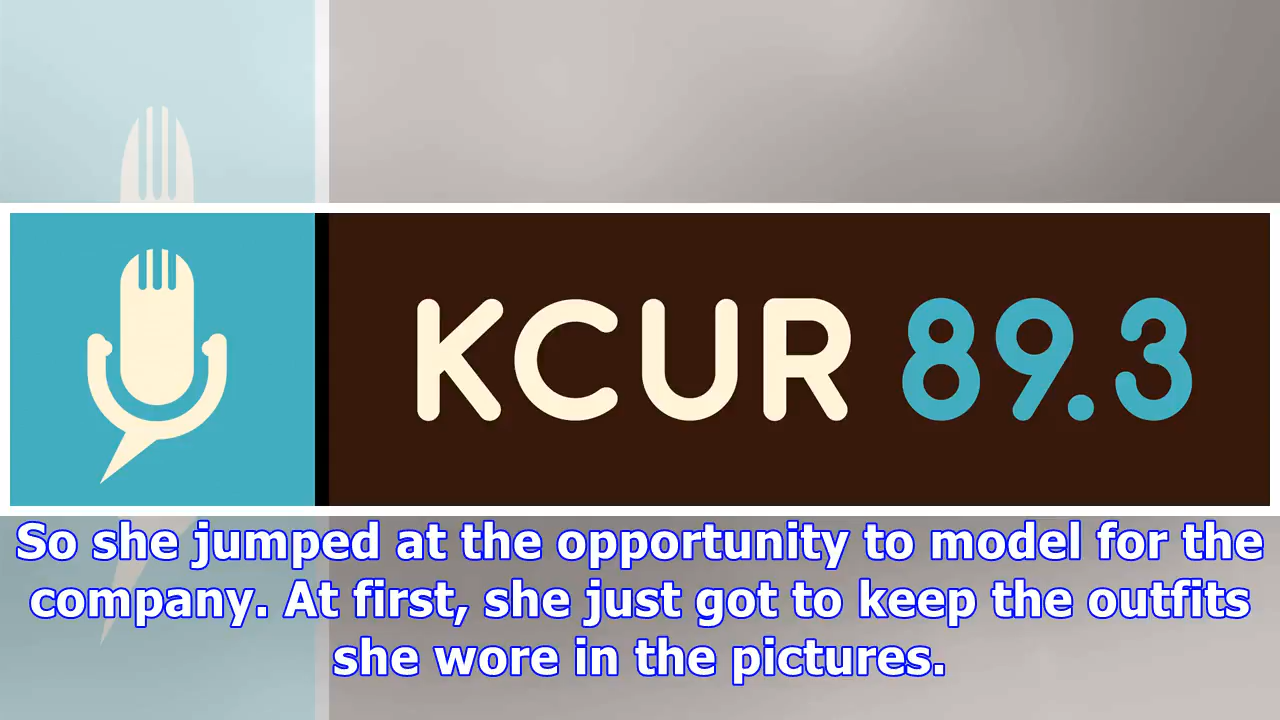 KCUR 89.3
So she jumped at the opportunity to model for the
company. At first, she just got to keep the outfits
she wore in the pictures.